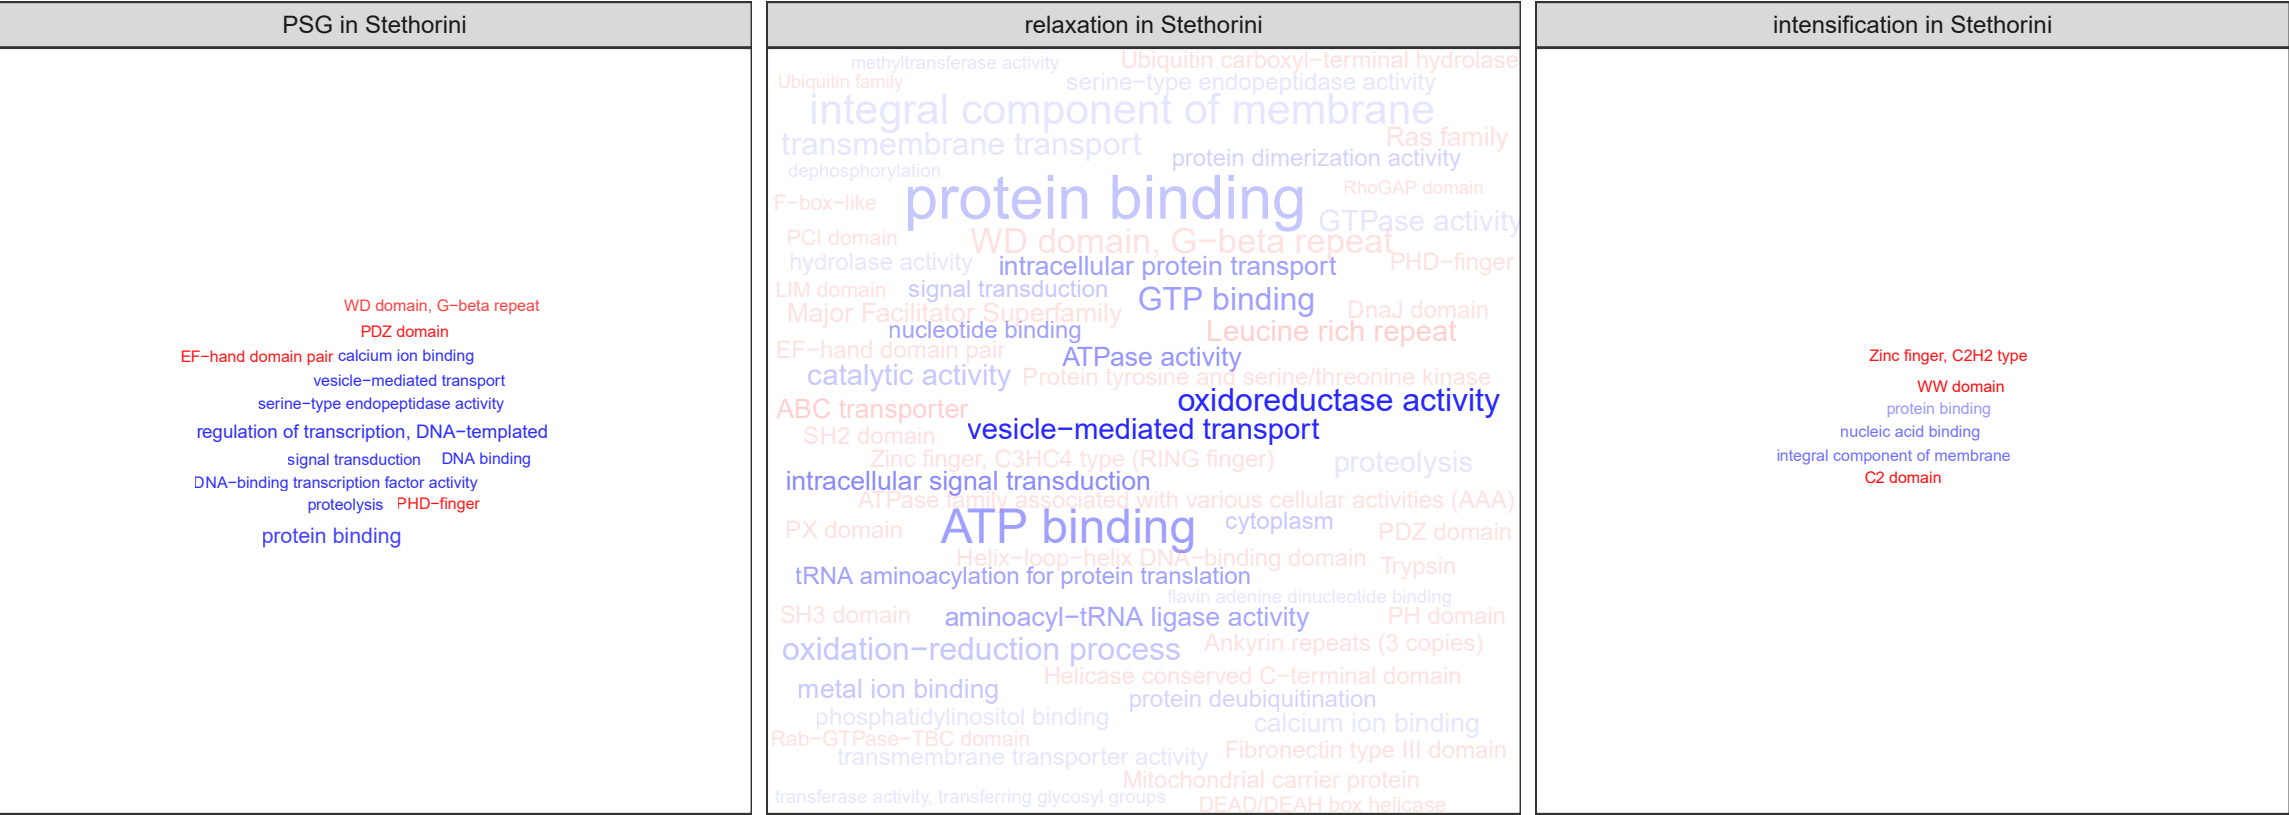 PSG in Stethorini
WD domain, G−beta repeat
PDZ domain
EF−hand domain pair calcium ion binding
vesicle−mediated transport
serine−type endopeptidase activity
regulation of transcription, DNA−templated
signal transduction DNA binding
DNA−binding transcription factor activity
proteolysis PHD−finger
protein binding
relaxation in Stethorini
methyltransferase activity Ubiquitin carboxyl−terminal hydrolase
Ubiquitin family serine−type endopeptidase activity
integral component of membrane
transmembrane transport Ras family
protein dimerization activity
dephosphorylation
protein binding RhoGAP domain
F−box−like GTPase activity
PCI domain WD domain, G−beta repeat
hydrolase activity intracellular protein transport PHD−finger
LIM domain signal transduction GTP binding
Major Facilitator Superfamily DnaJ domain
nucleotide binding Leucine rich repeat
EF−hand domain pair ATPase activity
catalytic activity Protein tyrosine and serine/threonine kinase
ABC transporter oxidoreductase activity
SH2 domain vesicle−mediated transport
Zinc finger, C3HC4 type (RING finger) proteolysis
intracellular signal transduction
ATPase family associated with various cellular activities (AAA)
PX domain ATP binding cytoplasm PDZ domain
Helix−loop−helix DNA−binding domain Trypsin
tRNA aminoacylation for protein translation
flavin adenine dinucleotide binding
SH3 domain aminoacyl−tRNA ligase activity PH domain
oxidation−reduction process Ankyrin repeats (3 copies)
Helicase conserved C−terminal domain
metal ion binding protein deubiquitination
phosphatidylinositol binding calcium ion binding
Rab−GTPase−TBC domain
transmembrane transporter activity Fibronectin type III domain
Mitochondrial carrier protein
transferase activity, transferring glycosyl groups DEAD/DEAH box helicase
intensification in Stethorini
Zinc finger, C2H2 type
WW domain
protein binding
nucleic acid binding
integral component of membrane
C2 domain